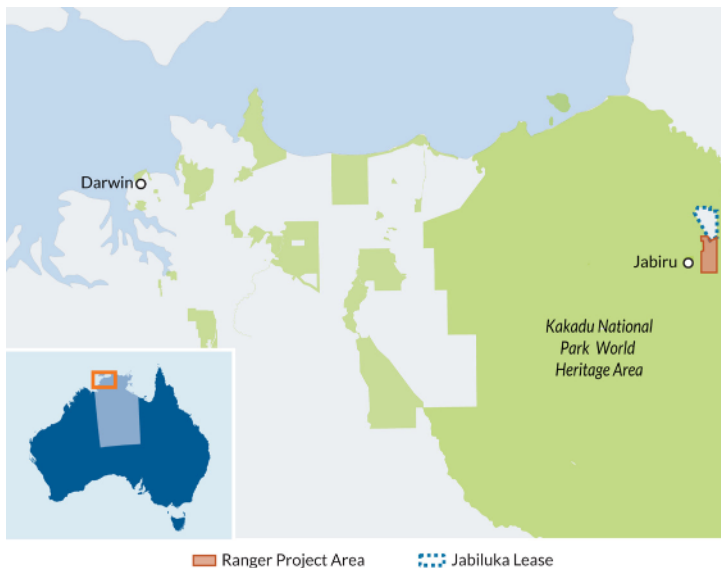 Darwin
Jabiru
Kakadu National
Park World
Heritage Area
Ranger Project Area
Jabiluka Lease